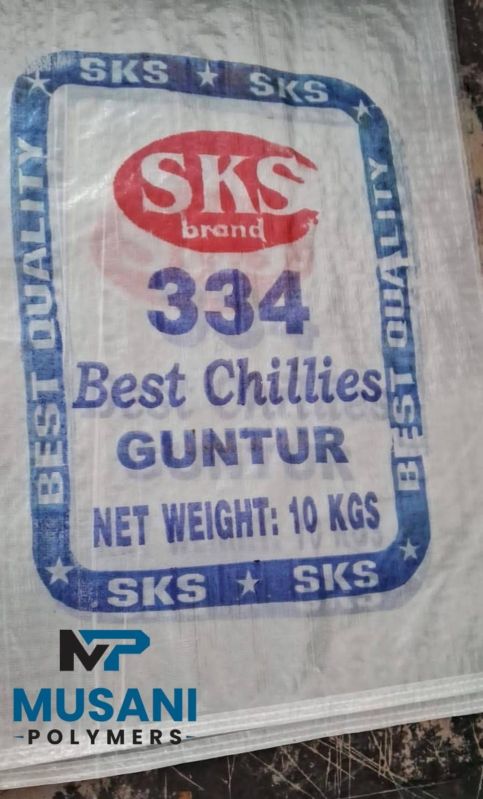 SKS ★ SKS
BEST QUALITY
SKS
brand
334
Best Chillies
GUNTUR
NET WEIGHT: 10 KGS
BEST QUALITY
SKS ★ SKS
MP
MUSANI
-POLYMERS-